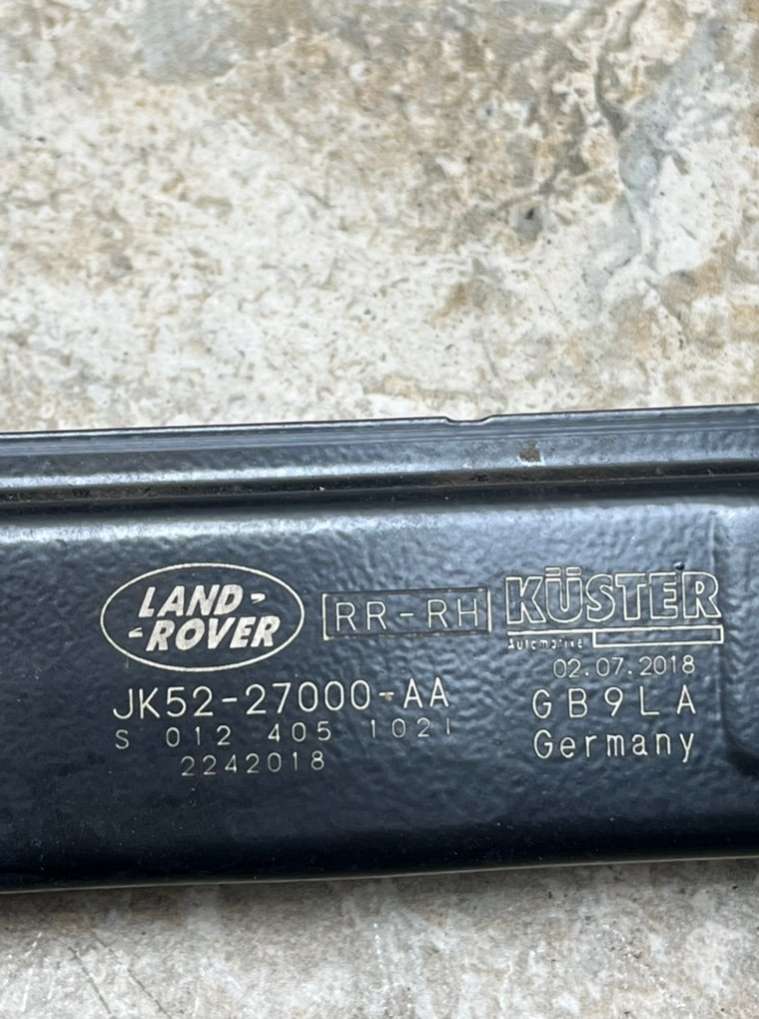 LAND-
-ROVER
RR-RH
KÜSTER
Automotive
02.07.2018
JK52-27000-AA
GB9LA
S 012 405 1021
Germany
2242018